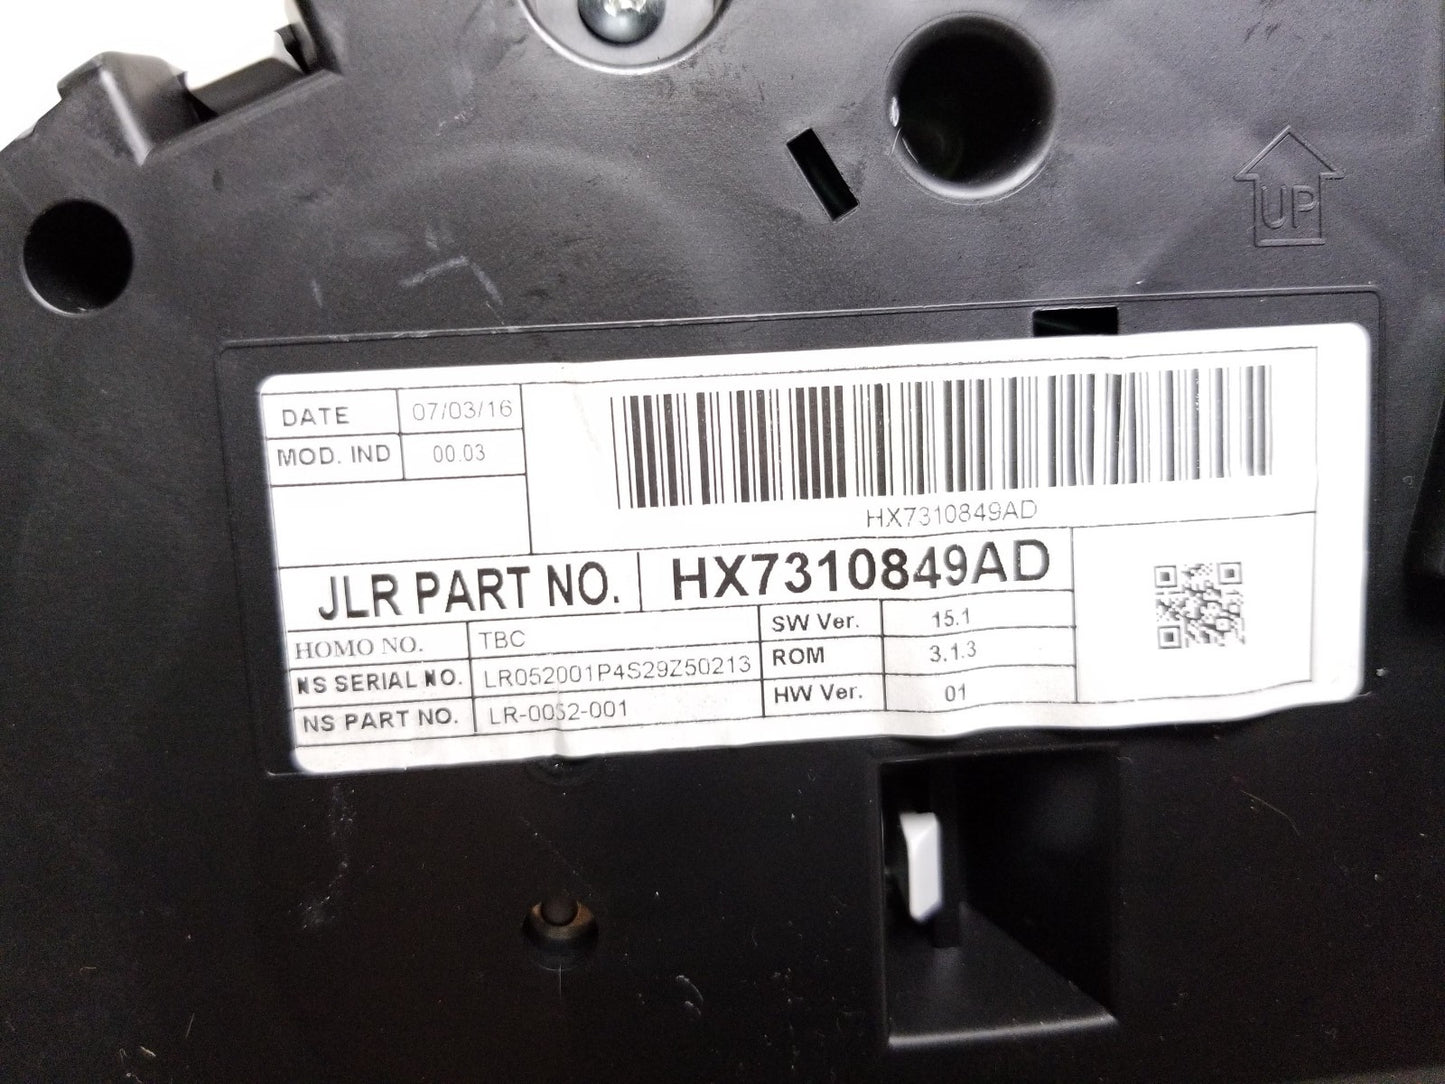 UP
DATE 07/03/16
MOD. IND 00.03
HX7310849AD
JLR PART NO. HX7310849AD
HOMO NO. TBC
NS SERIAL NO. LR052001P4S29Z50213
NS PART NO. LR-0052-001
SW Ver. 15.1
ROM 3.1.3
HW Ver. 01